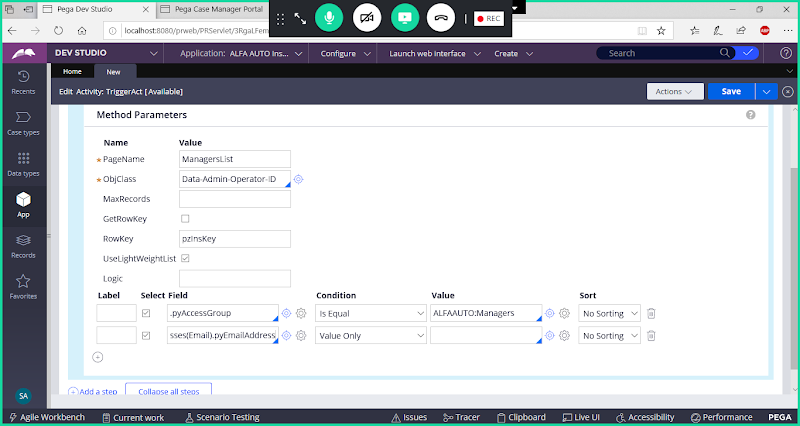 Pega Dev Studio
Pega Case Manager Portal
REC
localhost:8080/prweb/PRServlet/3RgaLFem
ABP
DEV STUDIO
Application: ALFA AUTO Ins...
Configure
Launch web interface
Create
Search
Home
New
Recents
Case types
Data types
App
Records
Favorites
SA
Edit Activity: TriggerAct [Available]
Actions
Save
Method Parameters
Name Value
PageName ManagersList
ObjClass Data-Admin-Operator-ID
MaxRecords
GetRowKey
RowKey pzInsKey
UseLightWeightList
Logic
Label Select Field Condition Value Sort
.pyAccessGroup Is Equal ALFAAUTO:Managers No Sorting
sses(Email).pyEmailAddress Value Only No Sorting
Add a step Collapse all steps
Agile Workbench Current work Scenario Testing Issues Tracer Clipboard Live UI Accessibility Performance PEGA